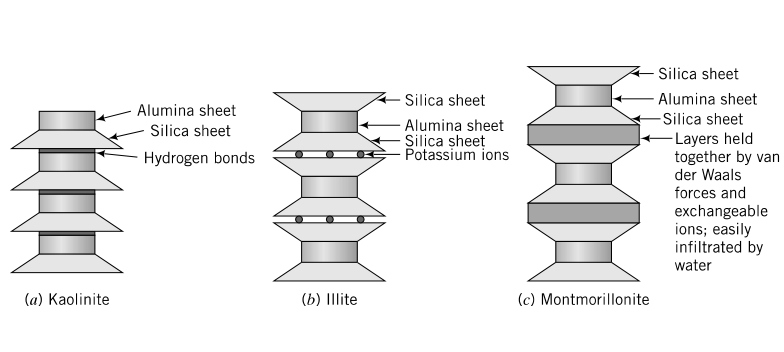 Alumina sheet
Silica sheet
Hydrogen bonds
(a) Kaolinite
Silica sheet
Alumina sheet
Silica sheet
Potassium ions
(b) Illite
Silica sheet
Alumina sheet
Silica sheet
Layers held
together by van
der Waals
forces and
exchangeable
ions; easily
infiltrated by
water
(c) Montmorillonite